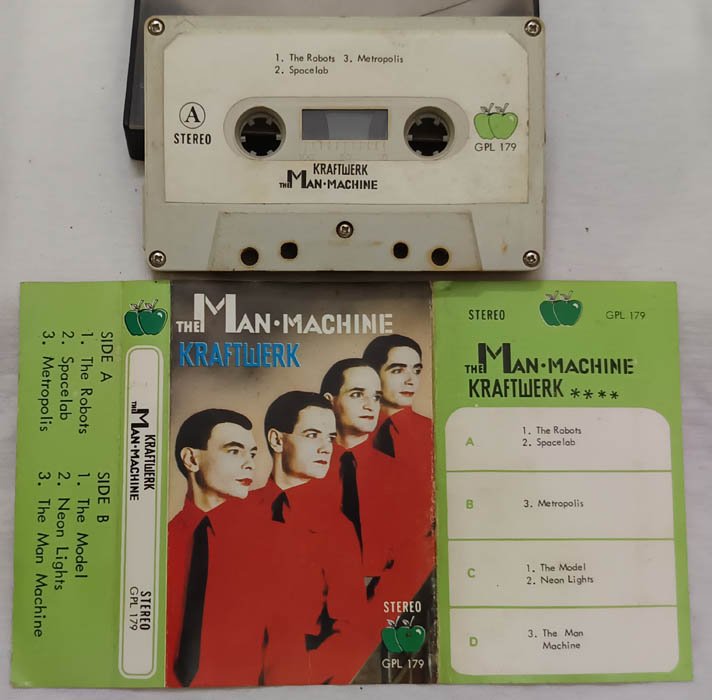 1. The Robots 3. Metropolis
2. Spacelab
A
STEREO
GPL 179
KRAFTWERK
THE MAN·MACHINE
SIDE A
1. The Robots
2. Spacelab
3. Metropolis
SIDE B
1. The Model
2. Neon Lights
3. The Man Machine
KRAFTWERK
THE MAN·MACHINE
STEREO
GPL 179
THE MAN·MACHINE
KRAFTWERK
STEREO
GPL 179
STEREO
GPL 179
THE MAN·MACHINE
KRAFTWERK ****
A
1. The Robots
2. Spacelab
B
3. Metropolis
C
1. The Model
2. Neon Lights
D
3. The Man
Machine